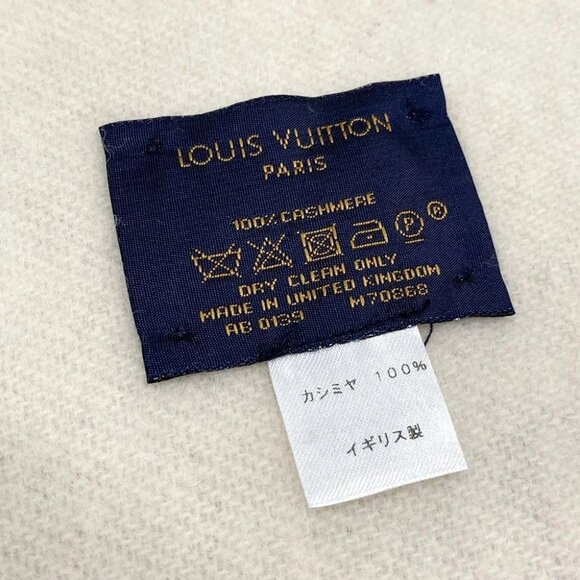 LOUIS VUITTON
PARIS
100% CASHMERE
P ®
DRY CLEAN ONLY
MADE IN UNITED KINGDOM
AB 0139 M70868
カシミヤ 100%
イギリス製